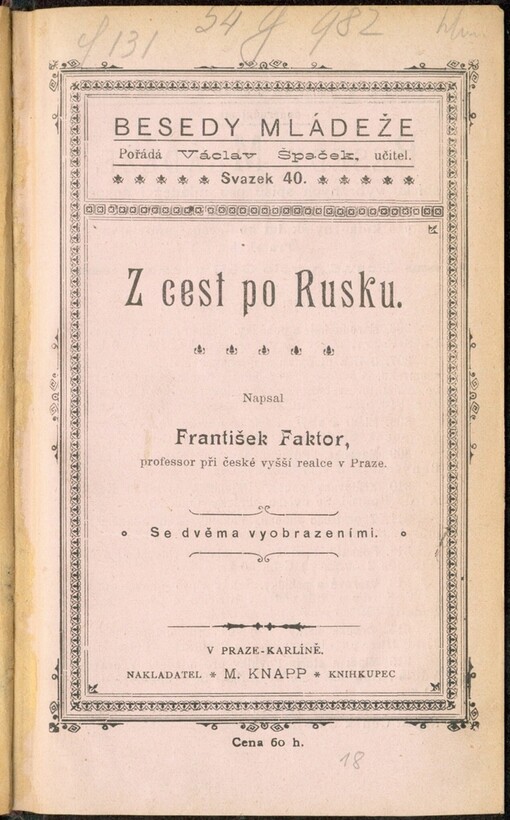 f 131 54 g 982
BESEDY MLÁDEŽE
Pořádá Václav Špaček, učitel.
Svazek 40.
Z cest po Rusku.
Napsal
František Faktor,
professor při české vyšší realce v Praze.
Se dvěma vyobrazeními.
V PRAZE-KARLÍNĚ.
NAKLADATEL * M. KNAPP * KNIHKUPEC
Cena 60 h.
18